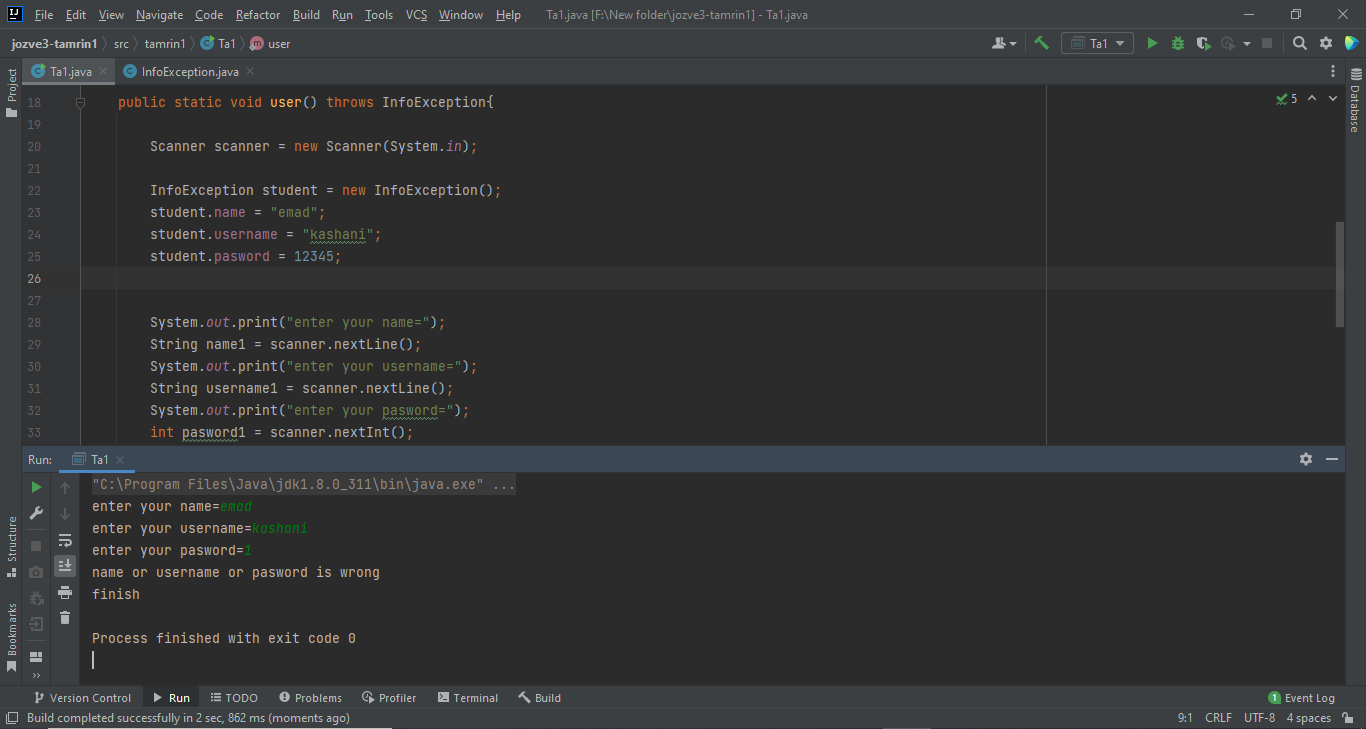 File Edit View Navigate Code Refactor Build Run Tools VCS Window Help Ta1.java [F:\New folder\jozve3-tamrin1] - Ta1.java
jozve3-tamrin1 src tamrin1 Ta1 user Ta1
Project
Ta1.java InfoException.java
Database
5
18 public static void user() throws InfoException{
19
20 Scanner scanner = new Scanner(System.in);
21
22 InfoException student = new InfoException();
23 student.name = "emad";
24 student.username = "kashani";
25 student.pasword = 12345;
26
27
28 System.out.print("enter your name=");
29 String name1 = scanner.nextLine();
30 System.out.print("enter your username=");
31 String username1 = scanner.nextLine();
32 System.out.print("enter your pasword=");
33 int pasword1 = scanner.nextInt();
Run: Ta1
"C:\Program Files\Java\jdk1.8.0_311\bin\java.exe" ...
enter your name=emad
enter your username=kashani
enter your pasword=1
name or username or pasword is wrong
finish
Process finished with exit code 0
Structure
Bookmarks
Version Control Run TODO Problems Profiler Terminal Build 1 Event Log
Build completed successfully in 2 sec, 862 ms (moments ago) 9:1 CRLF UTF-8 4 spaces